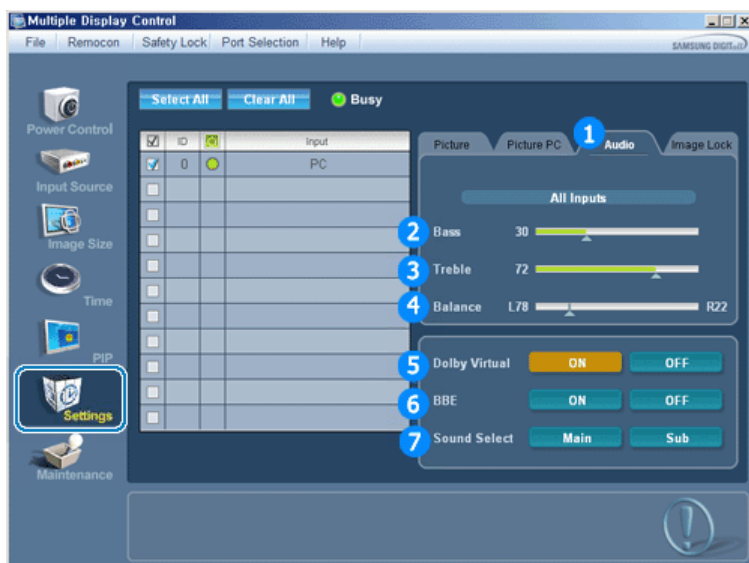 Multiple Display Control
File Remocon Safety Lock Port Selection Help
SAMSUNG DIGITall
Select All Clear All Busy
Power Control
ID Input
0 PC
Input Source
Image Size
Time
PIP
Settings
Maintenance
Picture Picture PC 1 Audio Image Lock
All Inputs
2 Bass 30
3 Treble 72
4 Balance L78 R22
5 Dolby Virtual ON OFF
6 BBE ON OFF
7 Sound Select Main Sub